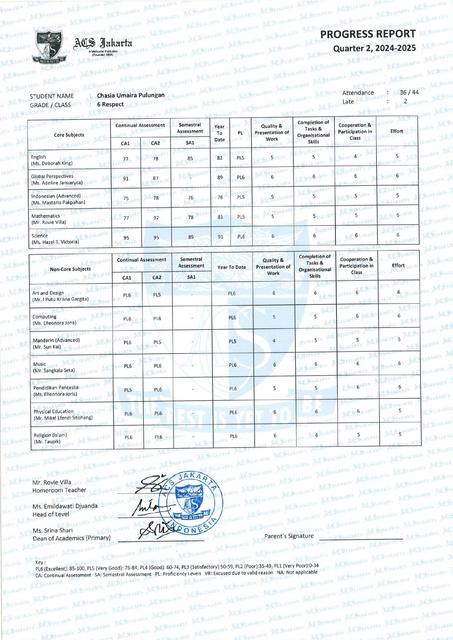 ACS Jakarta
PROGRESS REPORT
Quarter 2, 2024-2025
STUDENT NAME : Chasia Umaira Pulungan
GRADE / CLASS : 6 Respect
Attendance : 36 / 44
Late : 2
Core Subjects Continual Assessment Semestral Assessment Year To Date PL Quality & Presentation of Work Completion of Tasks & Organisational Skills Cooperation & Participation in Class Effort
CA1 CA2 SA1
English 77 78 85 82 PL5 5 5 4 5
(Ms. Deborah King)
Global Perspectives 91 87 - 89 PL6 6 6 6 6
(Ms. Adeline Januaryca)
Indonesian (Advanced) 75 78 76 76 PL5 5 5 5 5
(Ms. Mastaria Pakpahan)
Mathematics 77 92 78 81 PL5 5 5 5 5
(Mr. Rovie Villa)
Science 95 95 89 91 PL6 6 6 6 6
(Ms. Hazel T. Victoria)
Non-Core Subjects Continual Assessment Semestral Assessment Year To Date Quality & Presentation of Work Completion of Tasks & Organisational Skills Cooperation & Participation in Class Effort
CA1 CA2 SA1
Art and Design PL6 PL5 - PL6 6 6 6 6
Computing PL6 PL6 - PL6 5 5 6 6
(Ms. Eleonora Joris)
Mandarin (Advanced) PL6 PL6 - PL5 4 5 5 5
(Mr. Sun Kai)
Music PL6 PL6 - PL6 6 6 6 6
(Mr. Sangkala Seta)
Pendidikan Pancasila PL5 PL6 - PL6 5 5 6 6
(Ms. Eleonora Joris)
Physical Education PL6 PL6 - PL6 6 6 6 5
(Mr. Mikel Efendi Sitohang)
Religion (Islam) PL6 PL6 - PL6 6 6 5 5
(Mr. Taupik)
Mr. Rovie Villa
Homeroom Teacher
Ms. Emildawati Djuanda
Head of Level
Ms. Srina Shari
Dean of Academics (Primary)
ACS JAKARTA
INDONESIA
Parent's Signature
Key :
PL6 (Excellent): 85-100, PL5 (Very Good): 75-84, PL4 (Good): 60-74, PL3 (Satisfactory):50-59, PL2 (Poor):35-49, PL1 (Very Poor):0-34
CA: Continual Assessment SA: Semestral Assessment PL: Proficiency Levels VR: Excused due to valid reason NA: Not applicable